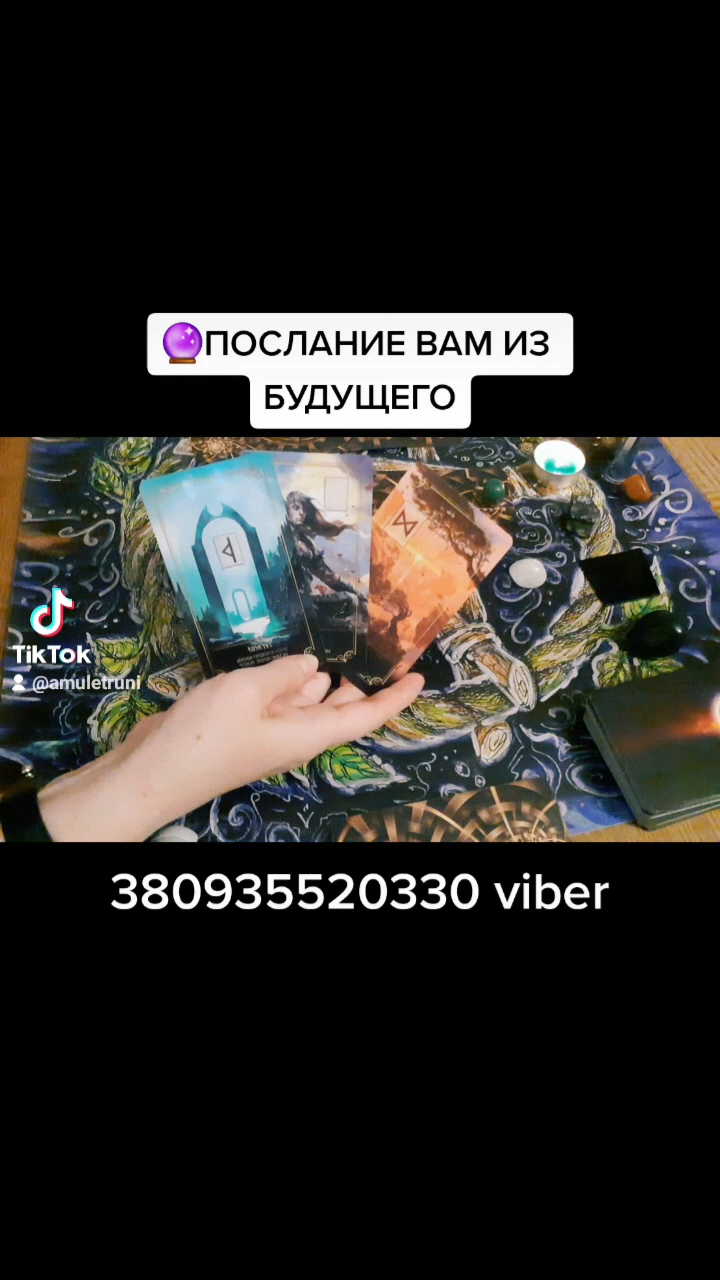 🔮ПОСЛАНИЕ ВАМ ИЗ
БУДУЩЕГО
TikTok
@amuletruni
380935520330 viber